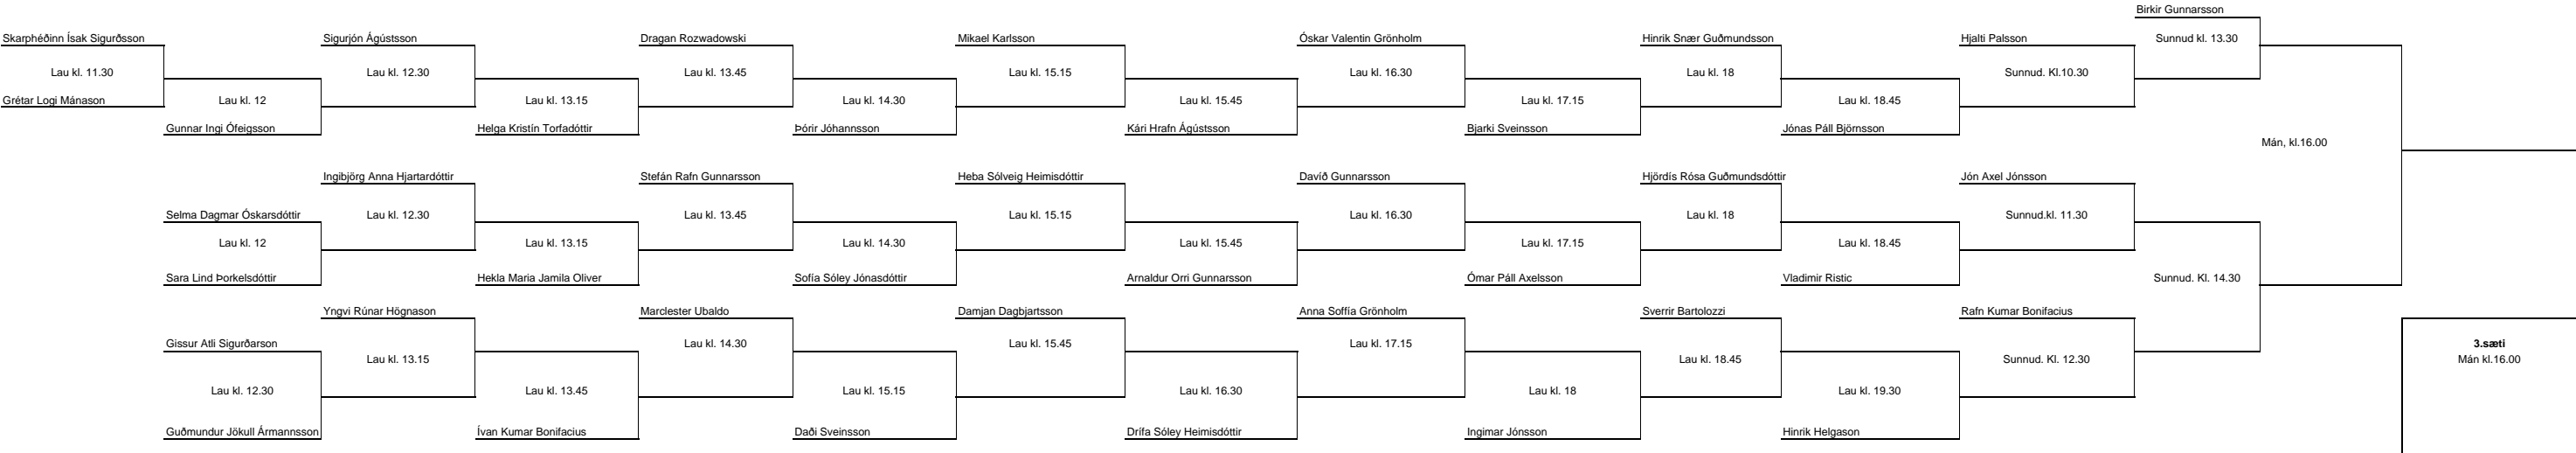 Birkir Gunnarsson
Skarphéðinn Ísak Sigurðsson
Sigurjón Ágústsson
Dragan Rozwadowski
Mikael Karlsson
Óskar Valentin Grönholm
Hinrik Snær Guðmundsson
Hjalti Palsson
Sunnud kl. 13.30
Lau kl. 11.30
Lau kl. 12.30
Lau kl. 13.45
Lau kl. 15.15
Lau kl. 16.30
Lau kl. 18
Sunnud. Kl.10.30
Grétar Logi Mánason
Lau kl. 12
Lau kl. 13.15
Lau kl. 14.30
Lau kl. 15.45
Lau kl. 17.15
Lau kl. 18.45
Gunnar Ingi Ófeigsson
Helga Kristín Torfadóttir
Þórir Jóhannsson
Kári Hrafn Ágústsson
Bjarki Sveinsson
Jónas Páll Björnsson
Mán, kl.16.00
Ingibjörg Anna Hjartardóttir
Stefán Rafn Gunnarsson
Heba Sólveig Heimisdóttir
Davíð Gunnarsson
Hjördís Rósa Guðmundsdóttir
Jón Axel Jónsson
Selma Dagmar Óskarsdóttir
Lau kl. 12.30
Lau kl. 13.45
Lau kl. 15.15
Lau kl. 16.30
Lau kl. 18
Sunnud.kl. 11.30
Lau kl. 12
Lau kl. 13.15
Lau kl. 14.30
Lau kl. 15.45
Lau kl. 17.15
Lau kl. 18.45
Sara Lind Þorkelsdóttir
Hekla Maria Jamila Oliver
Sofía Sóley Jónasdóttir
Arnaldur Orri Gunnarsson
Ómar Páll Axelsson
Vladimir Ristic
Sunnud. Kl. 14.30
Yngvi Rúnar Högnason
Marclester Ubaldo
Damjan Dagbjartsson
Anna Soffía Grönholm
Sverrir Bartolozzi
Rafn Kumar Bonifacius
Gissur Atli Sigurðarson
Lau kl. 13.15
Lau kl. 14.30
Lau kl. 15.45
Lau kl. 17.15
Lau kl. 18.45
Sunnud. Kl. 12.30
3.sæti
Mán kl.16.00
Lau kl. 12.30
Lau kl. 13.45
Lau kl. 15.15
Lau kl. 16.30
Lau kl. 18
Lau kl. 19.30
Guðmundur Jökull Ármannsson
Ívan Kumar Bonifacius
Daði Sveinsson
Drífa Sóley Heimisdóttir
Ingimar Jónsson
Hinrik Helgason